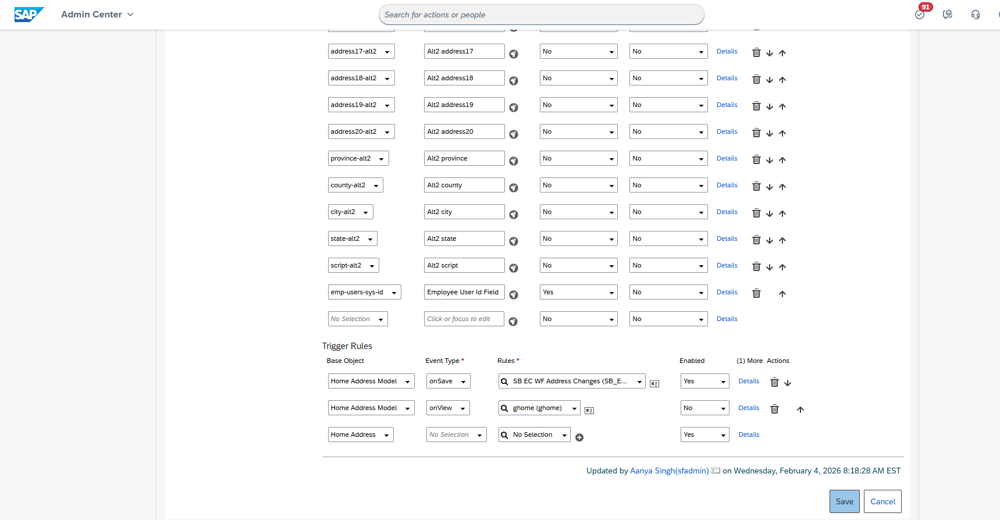 SAP Admin Center Search for actions or people 91
address17-alt2 Alt2 address17 No No Details
address18-alt2 Alt2 address18 No No Details
address19-alt2 Alt2 address19 No No Details
address20-alt2 Alt2 address20 No No Details
province-alt2 Alt2 province No No Details
county-alt2 Alt2 county No No Details
city-alt2 Alt2 city No No Details
state-alt2 Alt2 state No No Details
script-alt2 Alt2 script No No Details
emp-users-sys-id Employee User Id Field Yes No Details
No Selection Click or focus to edit No No Details
Trigger Rules
Base Object Event Type * Rules * Enabled (1) More Actions
Home Address Model onSave SB EC WF Address Changes (SB_E... Yes Details
Home Address Model onView ghome (ghome) No Details
Home Address No Selection No Selection Yes Details
Updated by Aanya Singh(sfadmin) on Wednesday, February 4, 2026 8:18:28 AM EST
Save Cancel